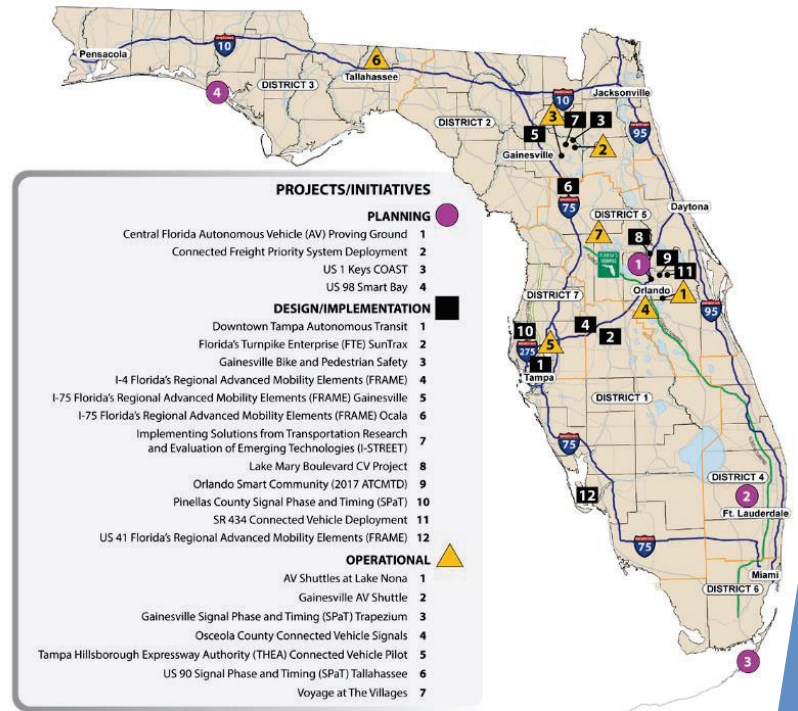 10
Pensacola
6
Tallahassee
DISTRICT 3
4
10
Jacksonville
DISTRICT 2
3
7
3
5
2
95
Gainesville
6
75
Daytona
DISTRICT 5
7
8
1
9
11
Orlando
1
4
95
DISTRICT 7
10
4
2
275
5
1
Tampa
DISTRICT 1
75
12
DISTRICT 4
2
Ft. Lauderdale
75
Miami
DISTRICT 6
3
PROJECTS/INITIATIVES
PLANNING
Central Florida Autonomous Vehicle (AV) Proving Ground 1
Connected Freight Priority System Deployment 2
US 1 Keys COAST 3
US 98 Smart Bay 4
DESIGN/IMPLEMENTATION
Downtown Tampa Autonomous Transit 1
Florida's Turnpike Enterprise (FTE) SunTrax 2
Gainesville Bike and Pedestrian Safety 3
I-4 Florida's Regional Advanced Mobility Elements (FRAME) 4
I-75 Florida's Regional Advanced Mobility Elements (FRAME) Gainesville 5
I-75 Florida's Regional Advanced Mobility Elements (FRAME) Ocala 6
Implementing Solutions from Transportation Research
and Evaluation of Emerging Technologies (I-STREET) 7
Lake Mary Boulevard CV Project 8
Orlando Smart Community (2017 ATCMTD) 9
Pinellas County Signal Phase and Timing (SPaT) 10
SR 434 Connected Vehicle Deployment 11
US 41 Florida's Regional Advanced Mobility Elements (FRAME) 12
OPERATIONAL
AV Shuttles at Lake Nona 1
Gainesville AV Shuttle 2
Gainesville Signal Phase and Timing (SPaT) Trapezium 3
Osceola County Connected Vehicle Signals 4
Tampa Hillsborough Expressway Authority (THEA) Connected Vehicle Pilot 5
US 90 Signal Phase and Timing (SPaT) Tallahassee 6
Voyage at The Villages 7